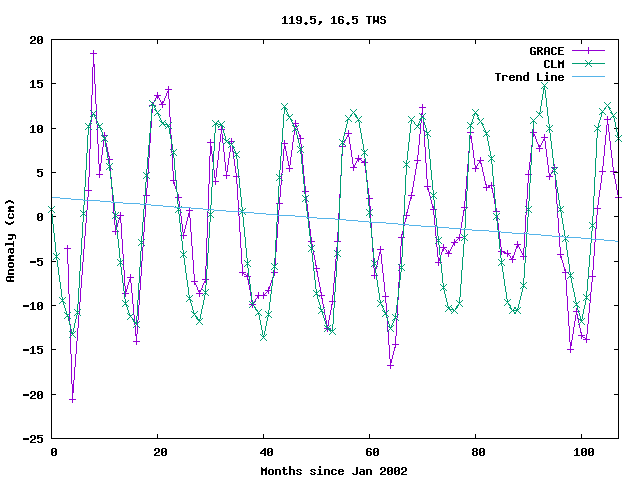 119.5, 16.5 TWS
GRACE
CLM
Trend Line
20
15
10
5
0
-5
-10
-15
-20
-25
Anomaly (cm)
0 20 40 60 80 100
Months since Jan 2002